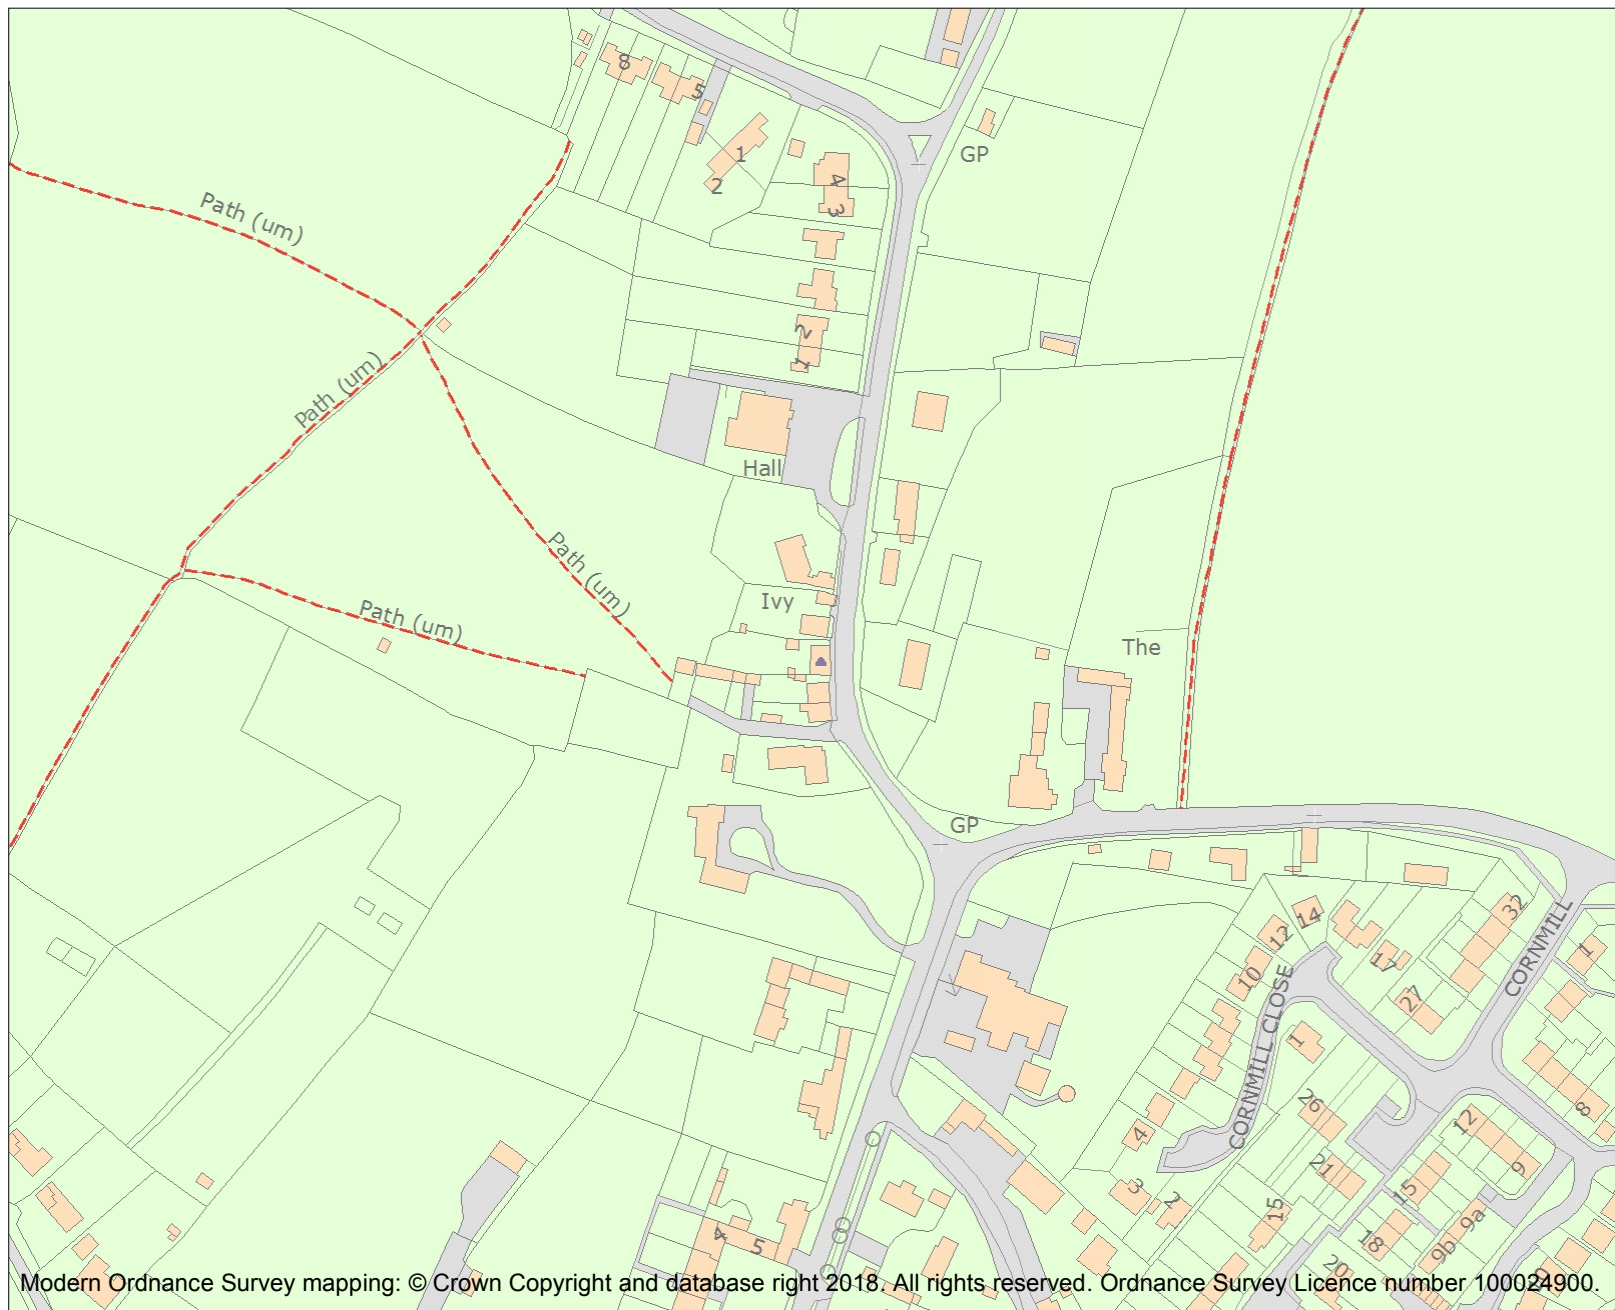 8
5
1
2
GP
4
3
Path (um)
2
1
Path (um)
Hall
Path (um)
Ivy
Path (um)
The
GP
32
14
12
17
10
CORNMILL
1
27
CORNMILL CLOSE
1
26
8
12
4
21
9
15
3
2
15
9a
18
9b
4
5
20
Modern Ordnance Survey mapping: © Crown Copyright and database right 2018. All rights reserved. Ordnance Survey Licence number 100024900.